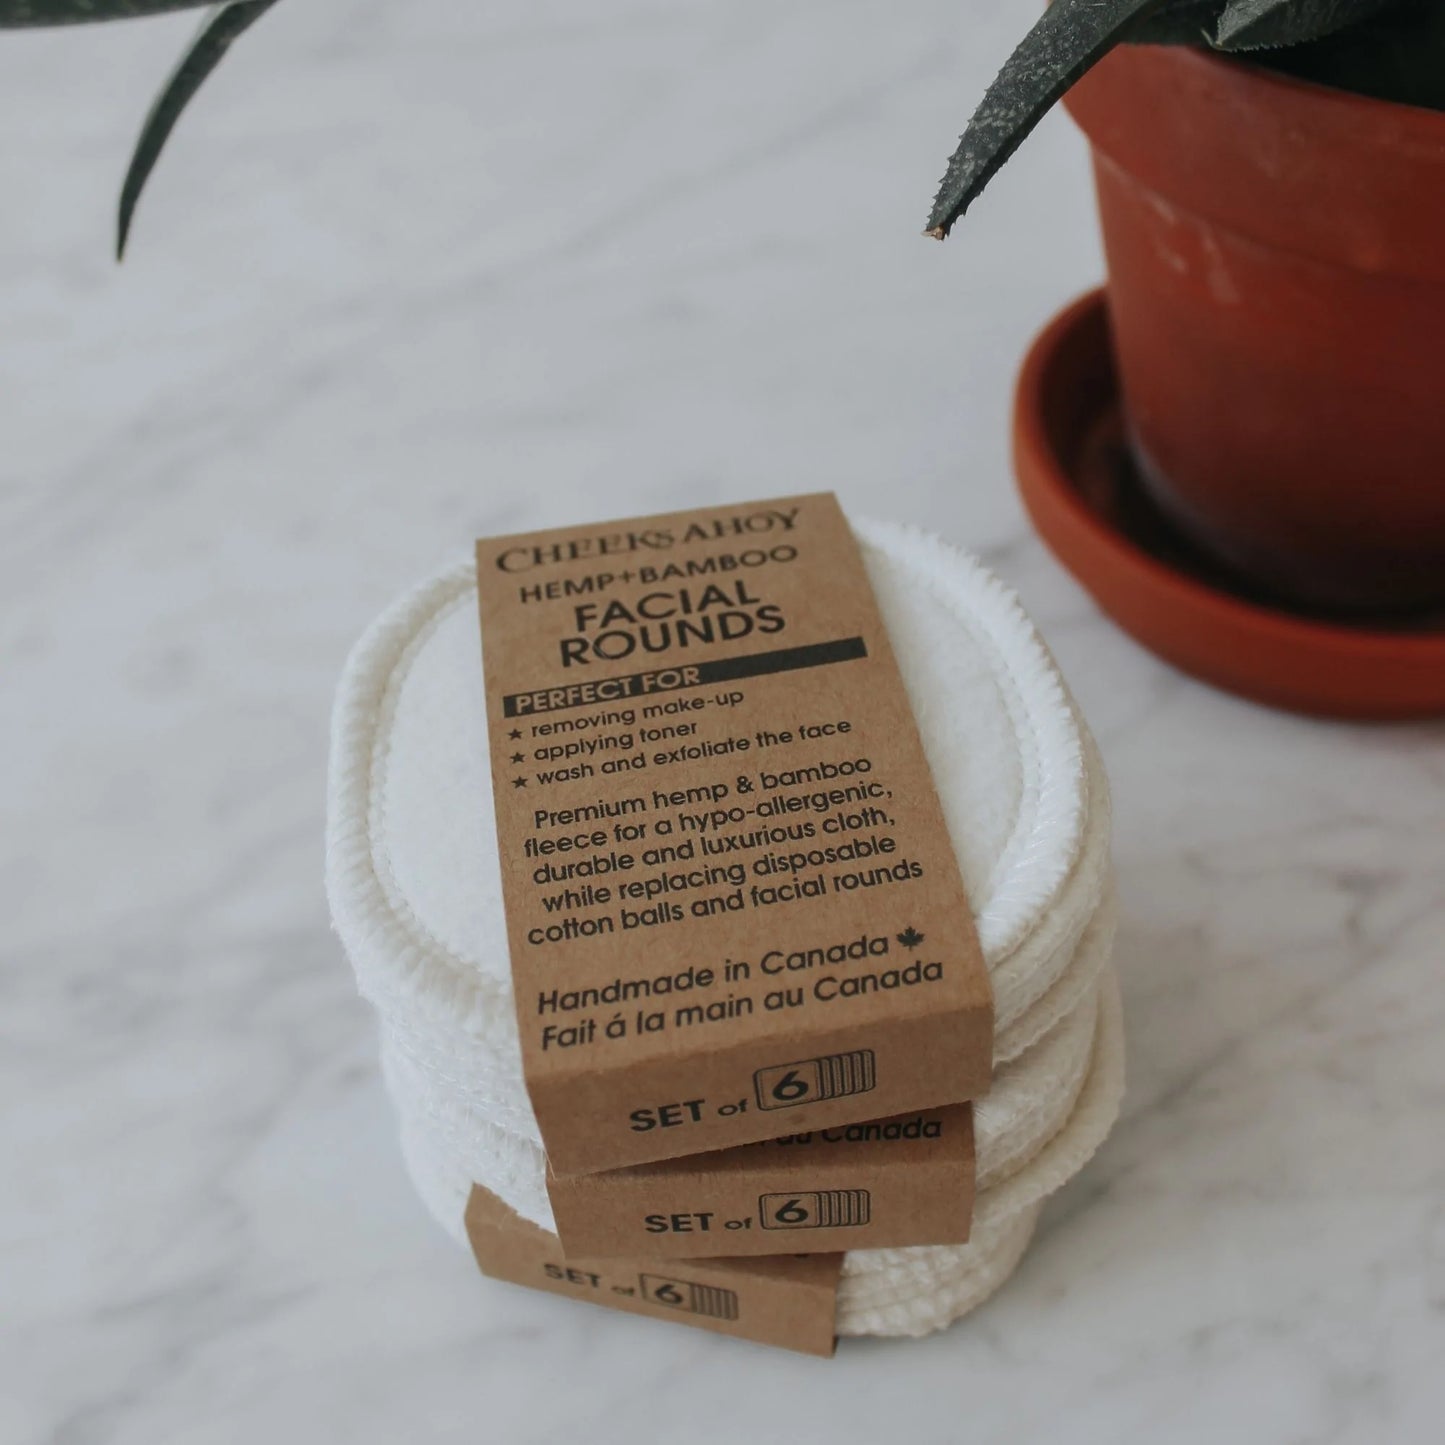 CHEEKS AHOY
HEMP+BAMBOO
FACIAL
ROUNDS
PERFECT FOR
★ removing make-up
★ applying toner
★ wash and exfoliate the face
Premium hemp & bamboo
fleece for a hypo-allergenic,
durable and luxurious cloth,
while replacing disposable
cotton balls and facial rounds
Handmade in Canada
Fait á la main au Canada
SET of 6
au Canada
SET of 6
SET of 6